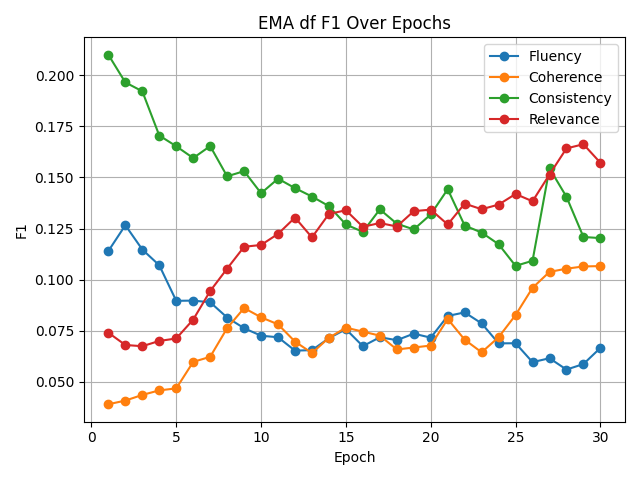 EMA df F1 Over Epochs
Fluency
Coherence
Consistency
Relevance
0.200
0.175
0.150
0.125
0.100
0.075
0.050
F1
0 5 10 15 20 25 30
Epoch